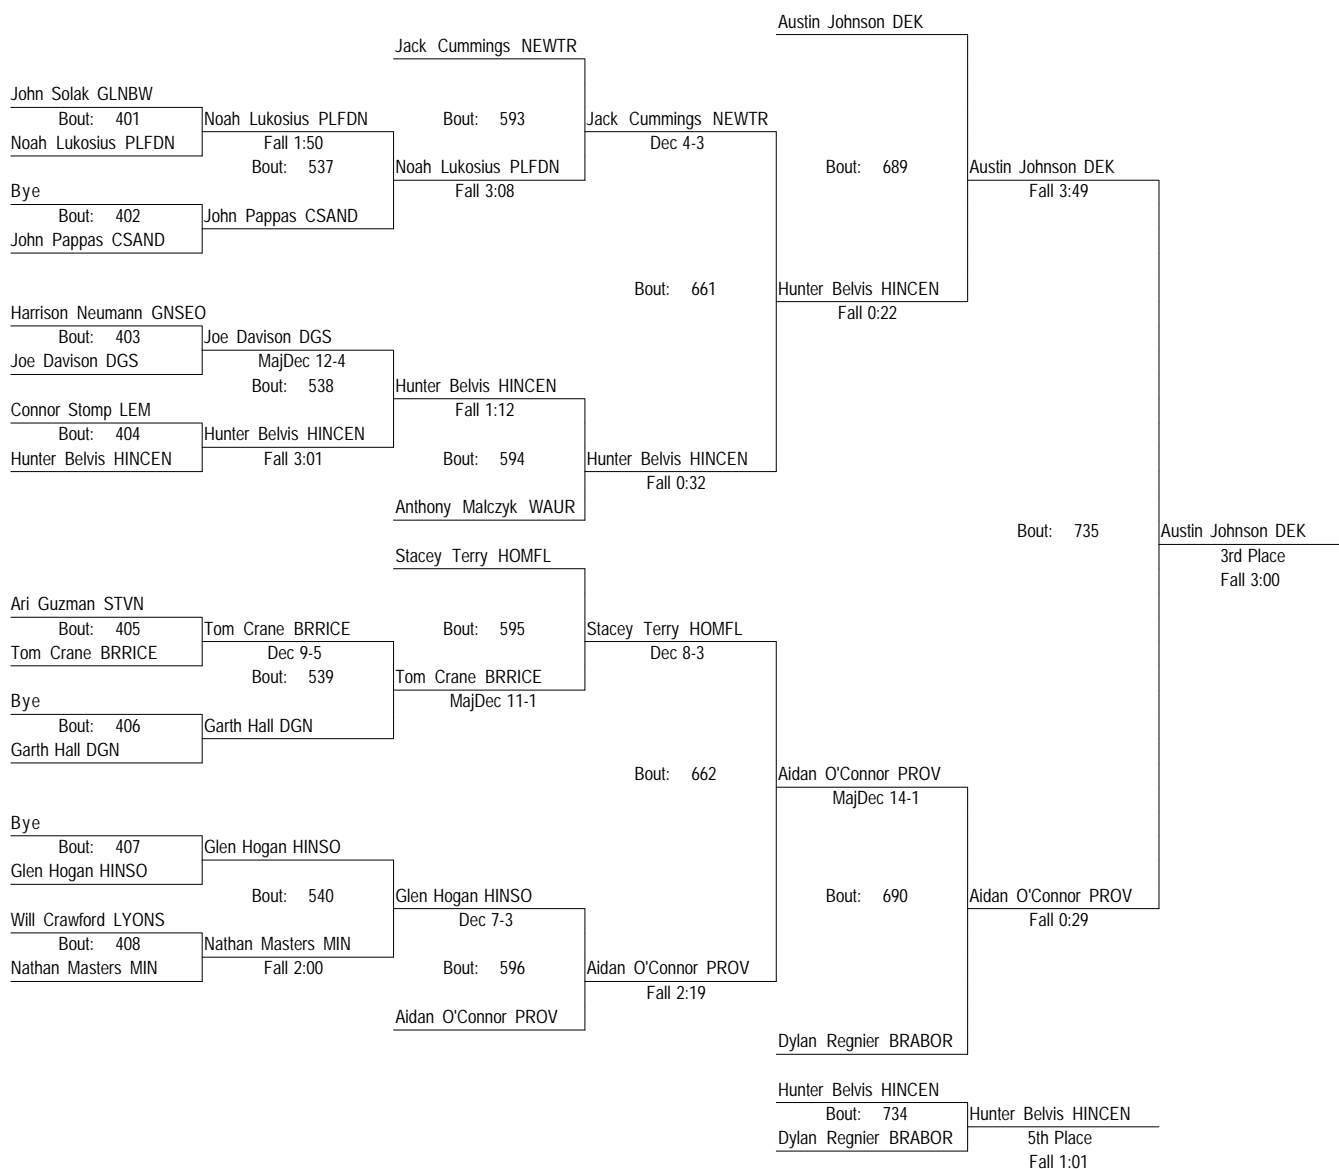 Austin Johnson DEK
Jack Cummings NEWTR
John Solak GLNBW
Bout: 401
Noah Lukosius PLFDN
Noah Lukosius PLFDN
Fall 1:50
Bout: 537
Bout: 593
Jack Cummings NEWTR
Dec 4-3
Noah Lukosius PLFDN
Fall 3:08
Bout: 689
Austin Johnson DEK
Fall 3:49
Bye
Bout: 402
John Pappas CSAND
John Pappas CSAND
Bout: 661
Hunter Belvis HINCEN
Fall 0:22
Harrison Neumann GNSEO
Bout: 403
Joe Davison DGS
Joe Davison DGS
MajDec 12-4
Bout: 538
Hunter Belvis HINCEN
Fall 1:12
Connor Stomp LEM
Bout: 404
Hunter Belvis HINCEN
Hunter Belvis HINCEN
Fall 3:01
Bout: 594
Hunter Belvis HINCEN
Fall 0:32
Anthony Malczyk WAUR
Bout: 735
Austin Johnson DEK
3rd Place
Fall 3:00
Stacey Terry HOMFL
Ari Guzman STVN
Bout: 405
Tom Crane BRRICE
Tom Crane BRRICE
Dec 9-5
Bout: 539
Bout: 595
Stacey Terry HOMFL
Dec 8-3
Tom Crane BRRICE
MajDec 11-1
Bye
Bout: 406
Garth Hall DGN
Garth Hall DGN
Bout: 662
Aidan O'Connor PROV
MajDec 14-1
Bye
Bout: 407
Glen Hogan HINSO
Glen Hogan HINSO
Bout: 540
Glen Hogan HINSO
Dec 7-3
Bout: 690
Aidan O'Connor PROV
Fall 0:29
Will Crawford LYONS
Bout: 408
Nathan Masters MIN
Nathan Masters MIN
Fall 2:00
Bout: 596
Aidan O'Connor PROV
Fall 2:19
Aidan O'Connor PROV
Dylan Regnier BRABOR
Hunter Belvis HINCEN
Bout: 734
Dylan Regnier BRABOR
Hunter Belvis HINCEN
5th Place
Fall 1:01